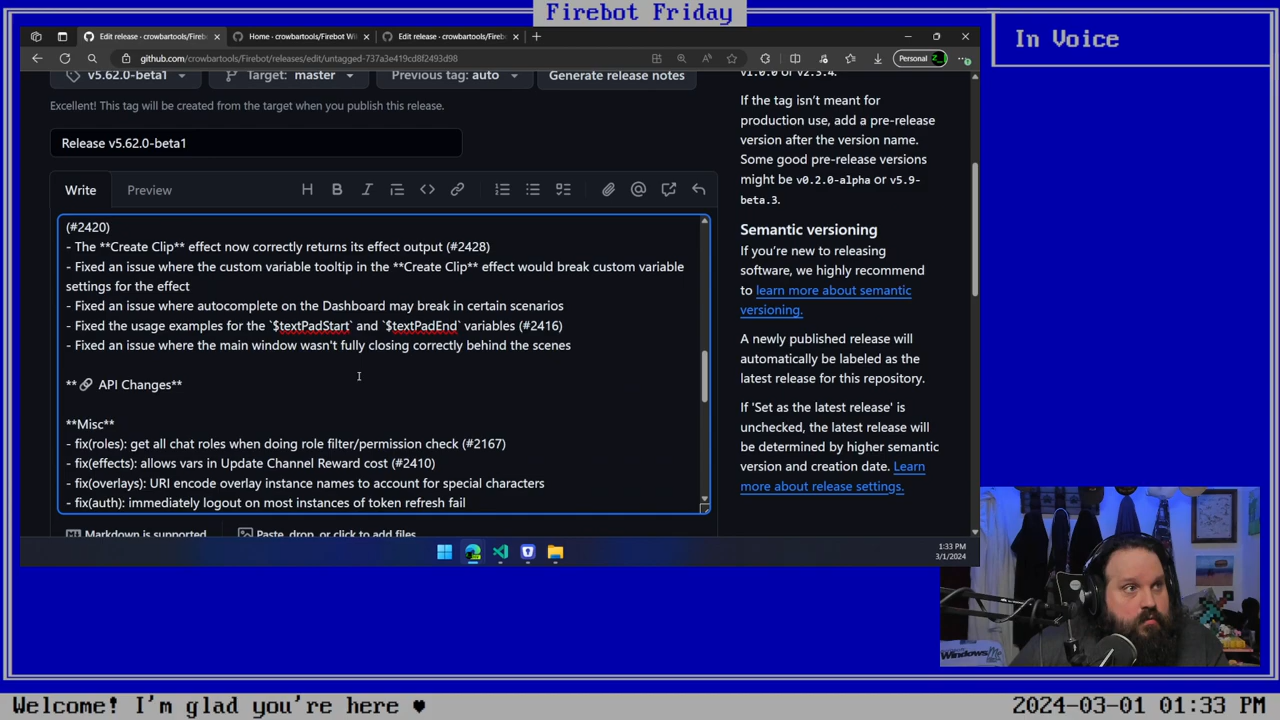 Firebot Friday
In Voice
Edit release · crowbartools/Firebo
Home · crowbartools/Firebot Wi
Edit release · crowbartools/Firebo
github.com/crowbartools/Firebot/releases/edit/untagged-737a3e419cd8f2493d98
Personal
v5.62.0-beta1
Target: master
Previous tag: auto
Generate release notes
Excellent! This tag will be created from the target when you publish this release.
Release v5.62.0-beta1
Write
Preview
(#2420)
- The **Create Clip** effect now correctly returns its effect output (#2428)
- Fixed an issue where the custom variable tooltip in the **Create Clip** effect would break custom variable
settings for the effect
- Fixed an issue where autocomplete on the Dashboard may break in certain scenarios
- Fixed the usage examples for the `$textPadStart` and `$textPadEnd` variables (#2416)
- Fixed an issue where the main window wasn't fully closing correctly behind the scenes
**🔗 API Changes**
**Misc**
- fix(roles): get all chat roles when doing role filter/permission check (#2167)
- fix(effects): allows vars in Update Channel Reward cost (#2410)
- fix(overlays): URI encode overlay instance names to account for special characters
- fix(auth): immediately logout on most instances of token refresh fail
Markdown is supported
Paste, drop, or click to add files
v1.0.0 or v2.3.4.
If the tag isn't meant for
production use, add a pre-release
version after the version name.
Some good pre-release versions
might be v0.2.0-alpha or v5.9-
beta.3.
Semantic versioning
If you're new to releasing
software, we highly recommend
to learn more about semantic
versioning.
A newly published release will
automatically be labeled as the
latest release for this repository.
If 'Set as the latest release' is
unchecked, the latest release will
be determined by higher semantic
version and creation date. Learn
more about release settings.
1:33 PM
3/1/2024
Windows
Welcome! I'm glad you're here ♥
2024-03-01 01:33 PM